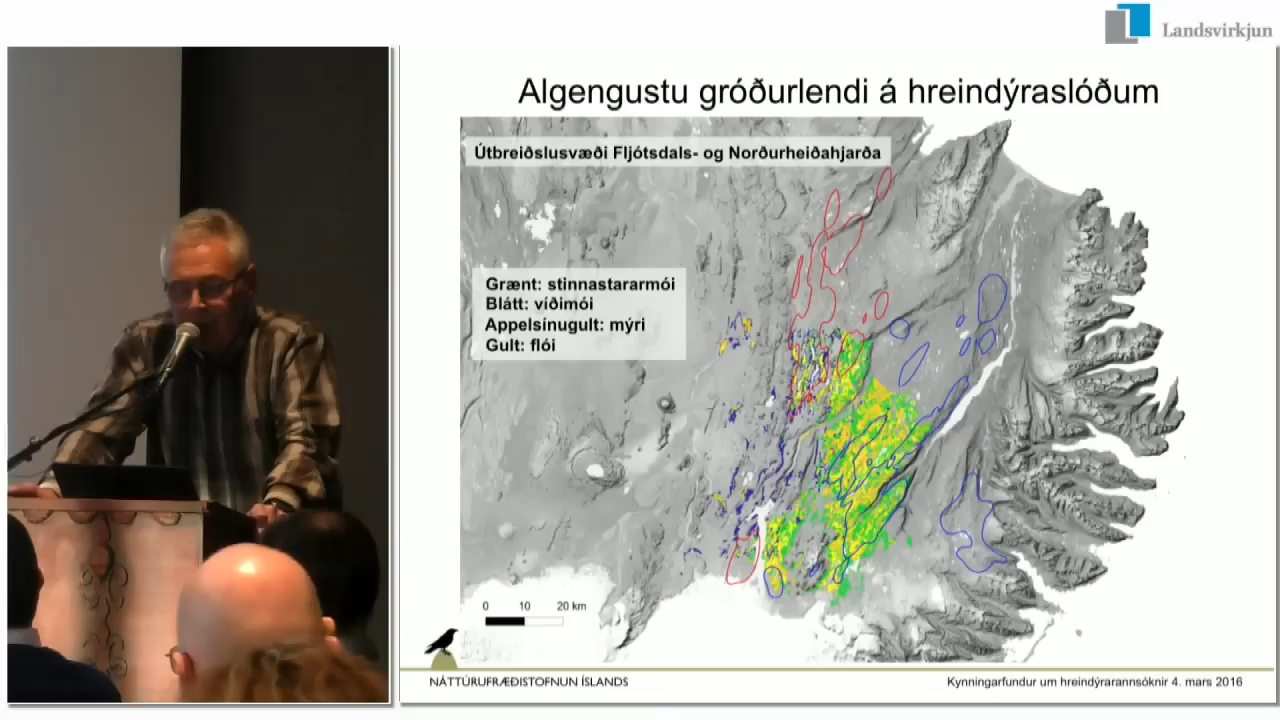 Landsvirkjun
Algengustu gróðurlendi á hreindýraslóðum
Útbreiðslusvæði Fljótsdals- og Norðurheiðahjarða
Grænt: stinnastararmói
Blátt: víðimói
Appelsínugult: mýri
Gult: flói
0 10 20 km
NÁTTÚRUFRÆÐISTOFNUN ÍSLANDS
Kynningarfundur um hreindýrarannsóknir 4. mars 2016